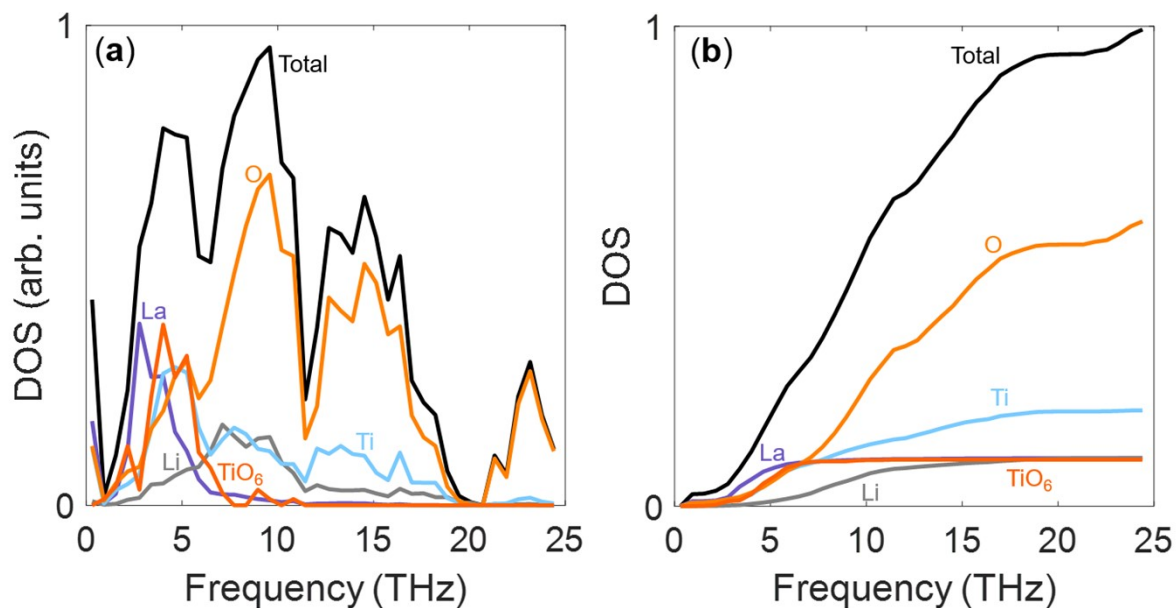 (a)
1
Total
O
La
Li
TiO₆
Ti
0
DOS (arb. units)
0 5 10 15 20 25
Frequency (THz)
(b)
1
Total
O
Ti
La
TiO₆
Li
0
DOS
0 5 10 15 20 25
Frequency (THz)